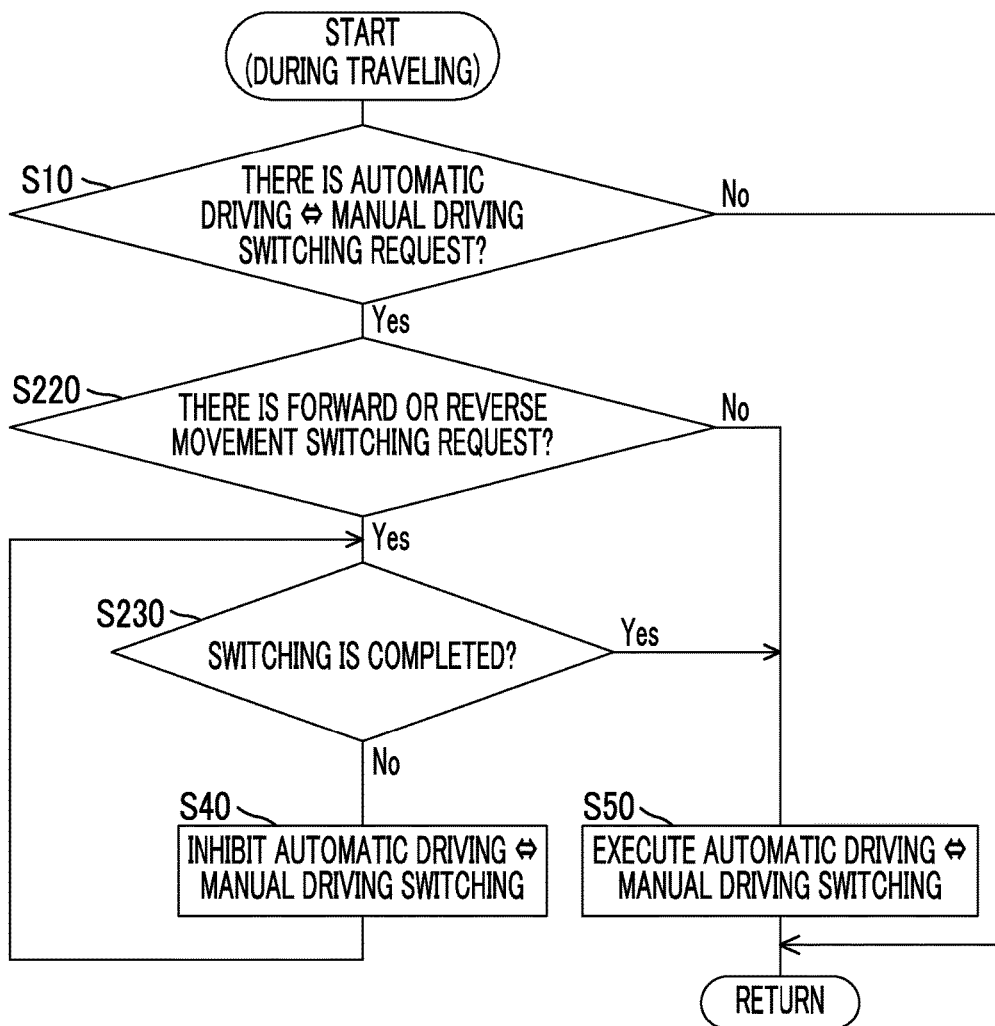 START
(DURING TRAVELING)
S10
THERE IS AUTOMATIC
DRIVING ⇔ MANUAL DRIVING
SWITCHING REQUEST?
No
Yes
S220
THERE IS FORWARD OR REVERSE
MOVEMENT SWITCHING REQUEST?
No
Yes
S230
SWITCHING IS COMPLETED?
Yes
No
S40
INHIBIT AUTOMATIC DRIVING ⇔
MANUAL DRIVING SWITCHING
S50
EXECUTE AUTOMATIC DRIVING ⇔
MANUAL DRIVING SWITCHING
RETURN